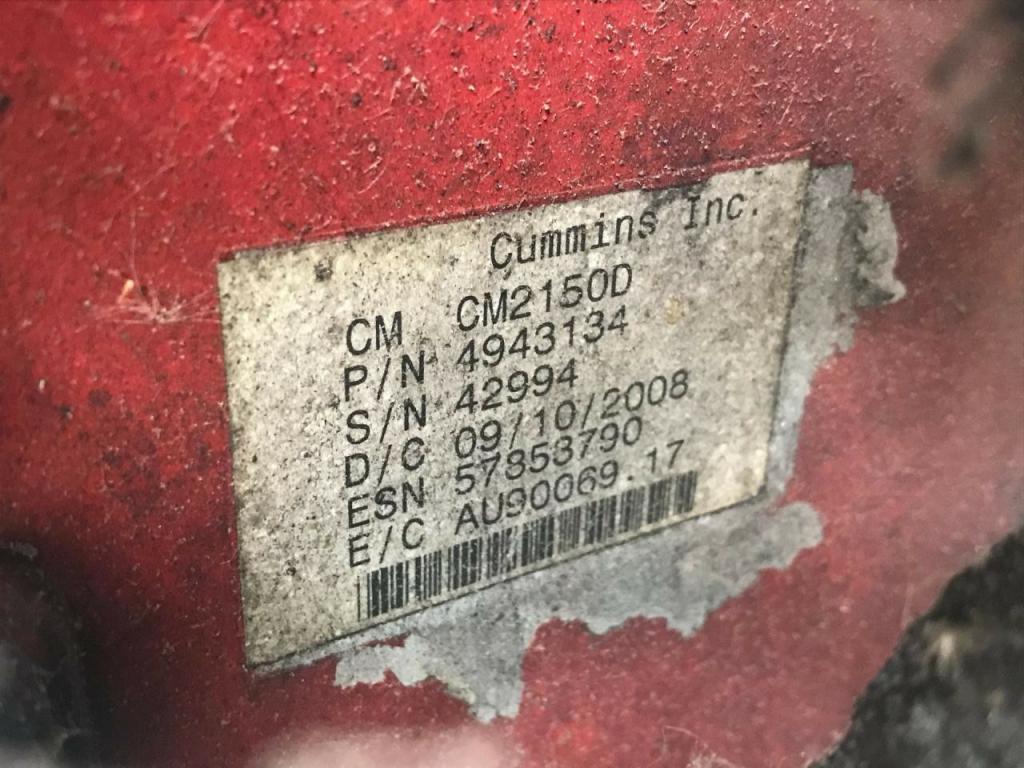 Cummins Inc.
CM CM2150D
P/N 4943134
S/N 42994
D/C 09/10/2008
ESN 57853790
E/C AU90069.17